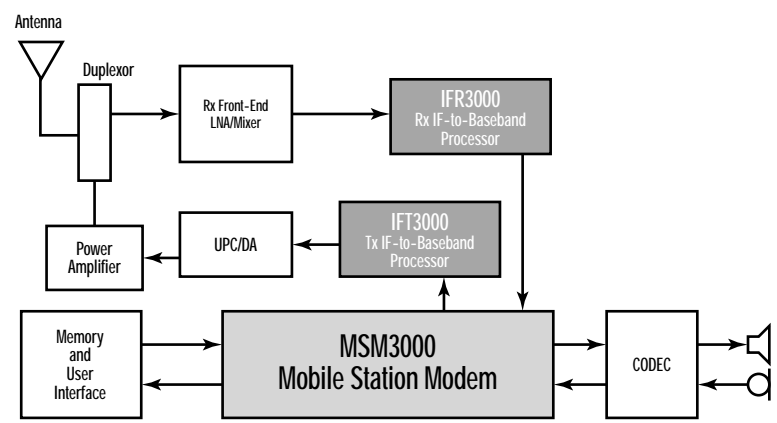 Antenna
Duplexor
Rx Front-End
LNA/Mixer
IFR3000
Rx IF-to-Baseband
Processor
IFT3000
Tx IF-to-Baseband
Processor
UPC/DA
Power
Amplifier
Memory
and
User
Interface
MSM3000
Mobile Station Modem
CODEC